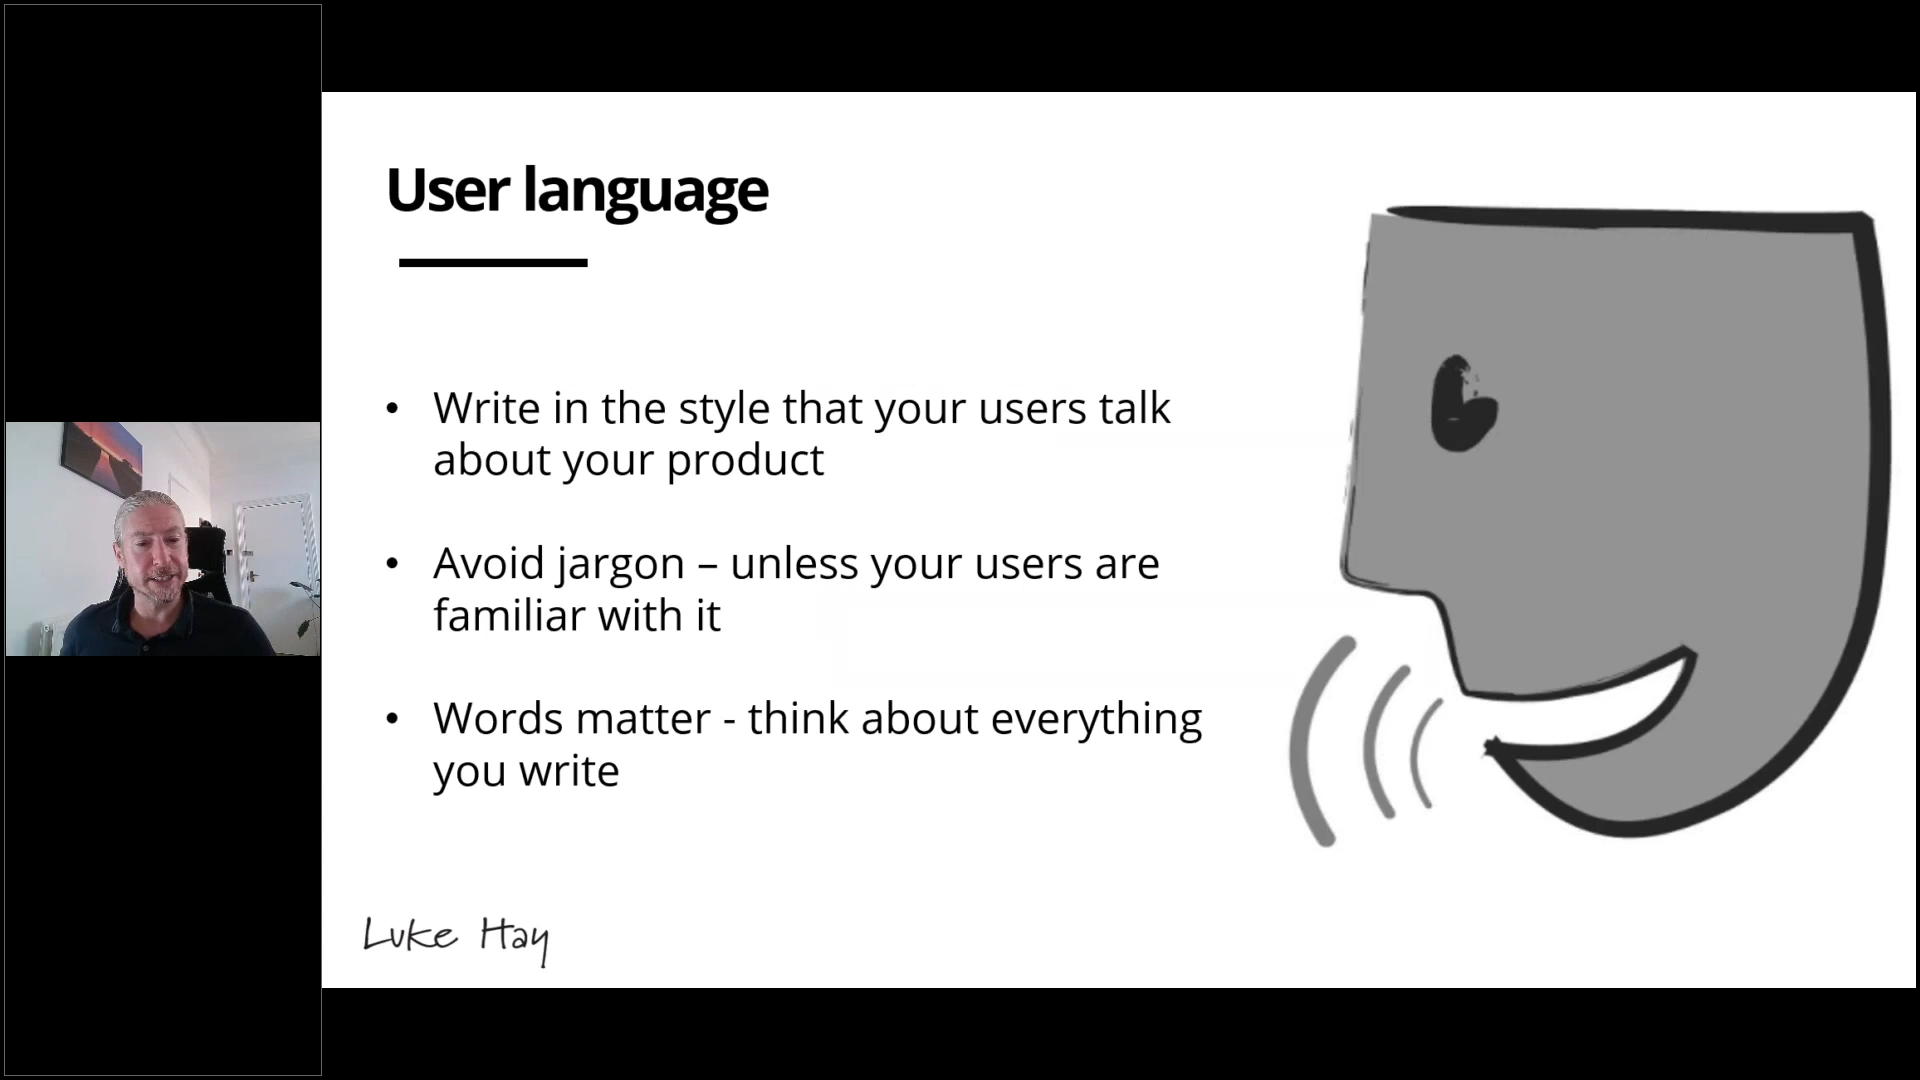 User language
• Write in the style that your users talk
about your product
• Avoid jargon – unless your users are
familiar with it
• Words matter - think about everything
you write
Luke Hay